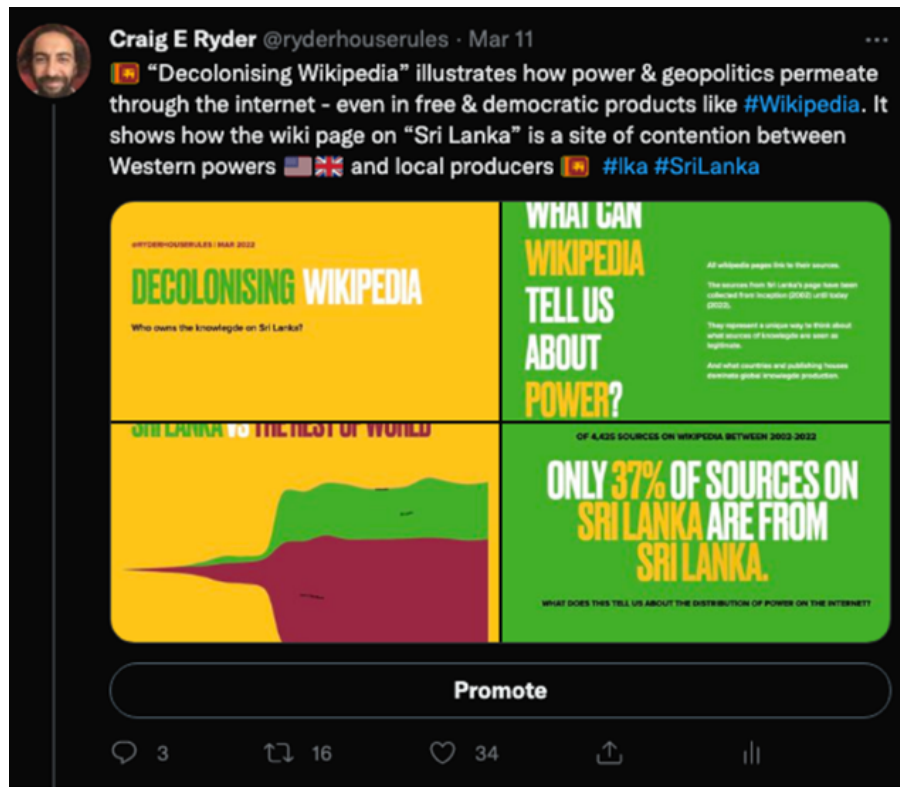 Craig E Ryder @ryderhouserules · Mar 11
🇱🇰 “Decolonising Wikipedia” illustrates how power & geopolitics permeate
through the internet - even in free & democratic products like #Wikipedia. It
shows how the wiki page on “Sri Lanka” is a site of contention between
Western powers 🇺🇸🇬🇧 and local producers 🇱🇰 #lka #SriLanka
@RYDERHOUSERULES | MAR 2022
DECOLONISING WIKIPEDIA
Who owns the knowlegde on Sri Lanka?
WHAT CAN
WIKIPEDIA
TELL US
ABOUT
POWER?
All wikipedia pages link to their sources.
The sources from Sri Lanka's page have been
collected from inception (2002) until today
(2022).
They represent a unique way to think about
what sources of knowlegde are seen as
legitimate.
And what countries and publishing houses
dominate global knowlegde production.
SRI LANKA VS THE REST OF WORLD
OF 4,425 SOURCES ON WIKIPEDIA BETWEEN 2002-2022
ONLY 37% OF SOURCES ON
SRI LANKA ARE FROM
SRI LANKA.
WHAT DOES THIS TELL US ABOUT THE DISTRIBUTION OF POWER ON THE INTERNET?
Promote
3 16 34